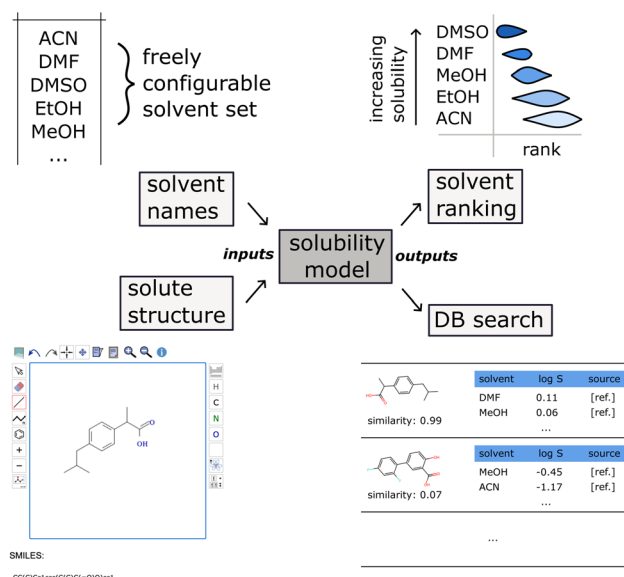 ACN
DMF
DMSO
EtOH
MeOH
...
freely
configurable
solvent set
increasing
solubility
DMSO
DMF
MeOH
EtOH
ACN
rank
solvent
names
solvent
ranking
inputs
solubility
model
outputs
solute
structure
DB search
H
C
N
O
O
OH
SMILES:
HO
O
similarity: 0.99
solvent log S source
DMF 0.11 [ref.]
MeOH 0.06 [ref.]
...
similarity: 0.07
solvent log S source
MeOH -0.45 [ref.]
ACN -1.17 [ref.]
...
...